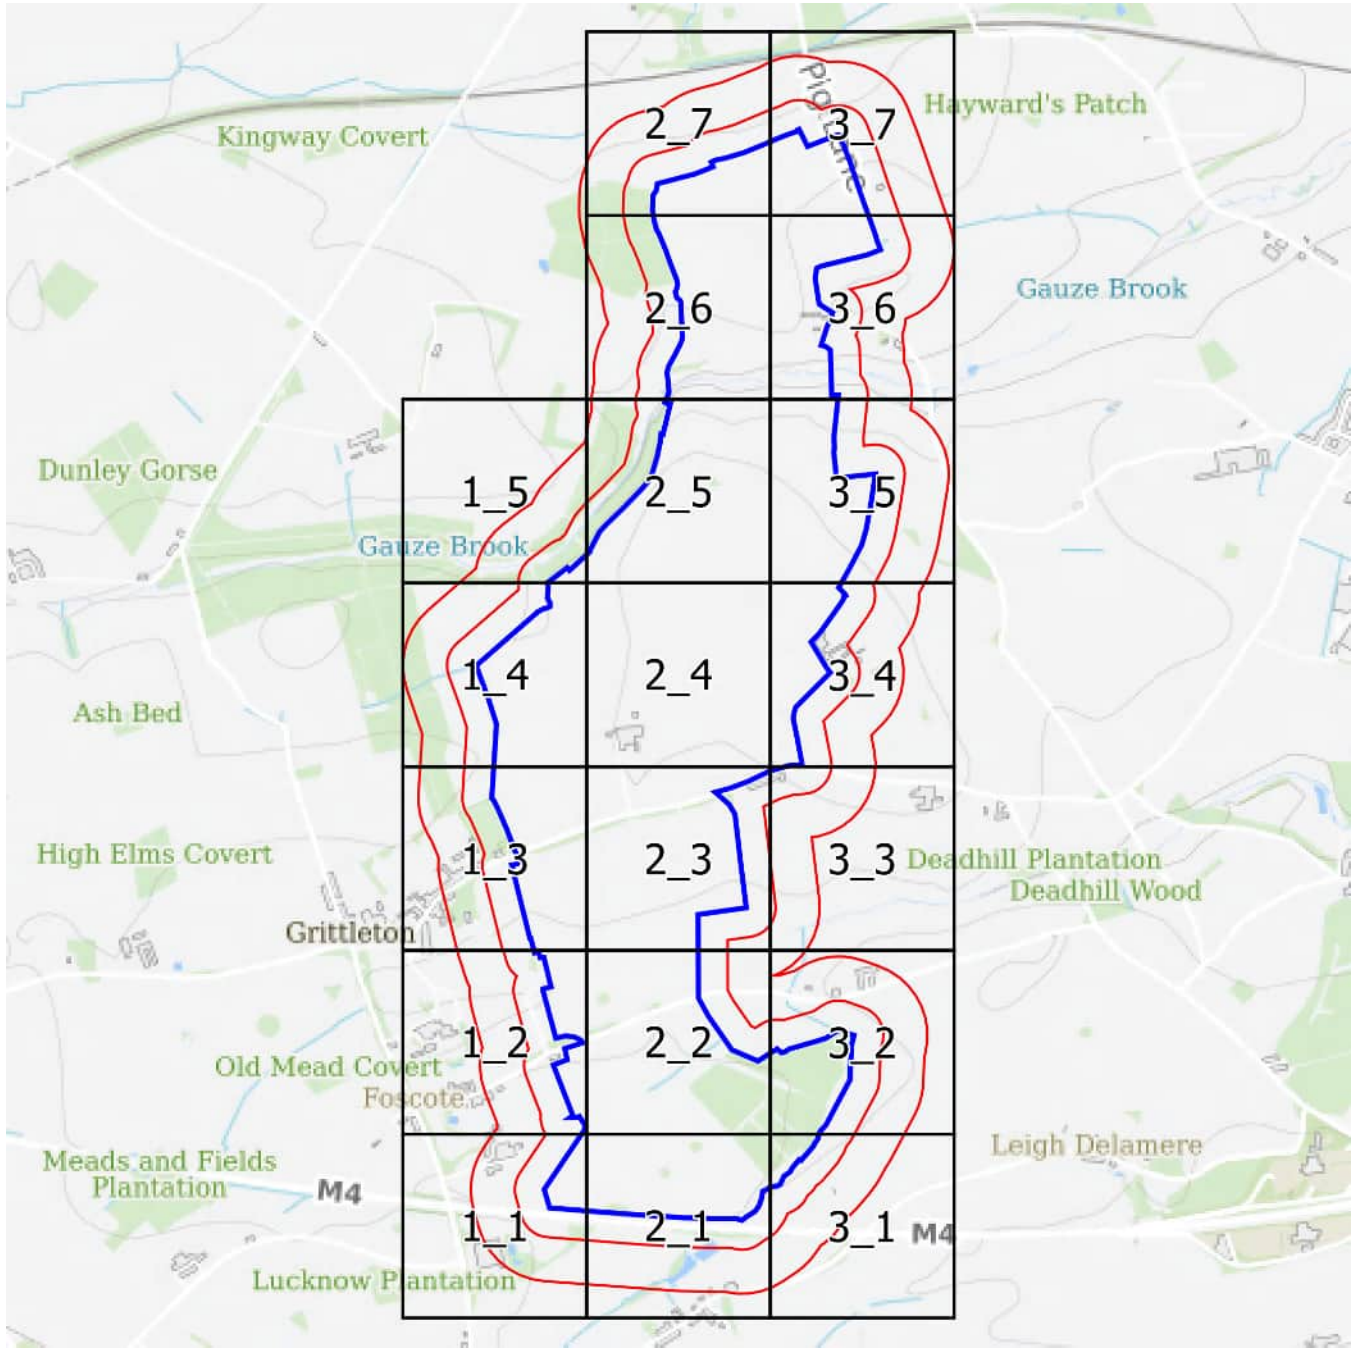 Hayward's Patch
Kingway Covert
2_7
3_7
Gauze Brook
2_6
3_6
Dunley Gorse
1_5
2_5
3_5
Gauze Brook
1_4
2_4
3_4
Ash Bed
High Elms Covert
1_3
2_3
3_3
Deadhill Plantation
Deadhill Wood
Grittleton
1_2
2_2
3_2
Old Mead Covert
Foscote
Leigh Delamere
Meads and Fields
Plantation
M4
1_1
2_1
3_1
M4
Lucknow Plantation